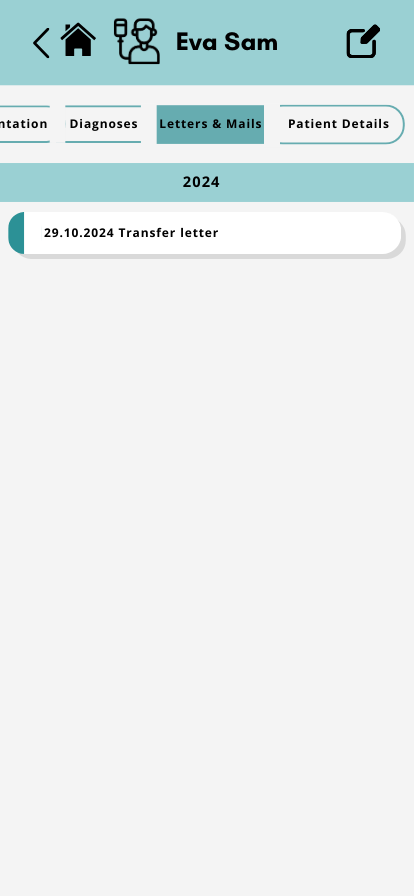 Eva Sam
ntation
Diagnoses
Letters & Mails
Patient Details
2024
29.10.2024 Transfer letter